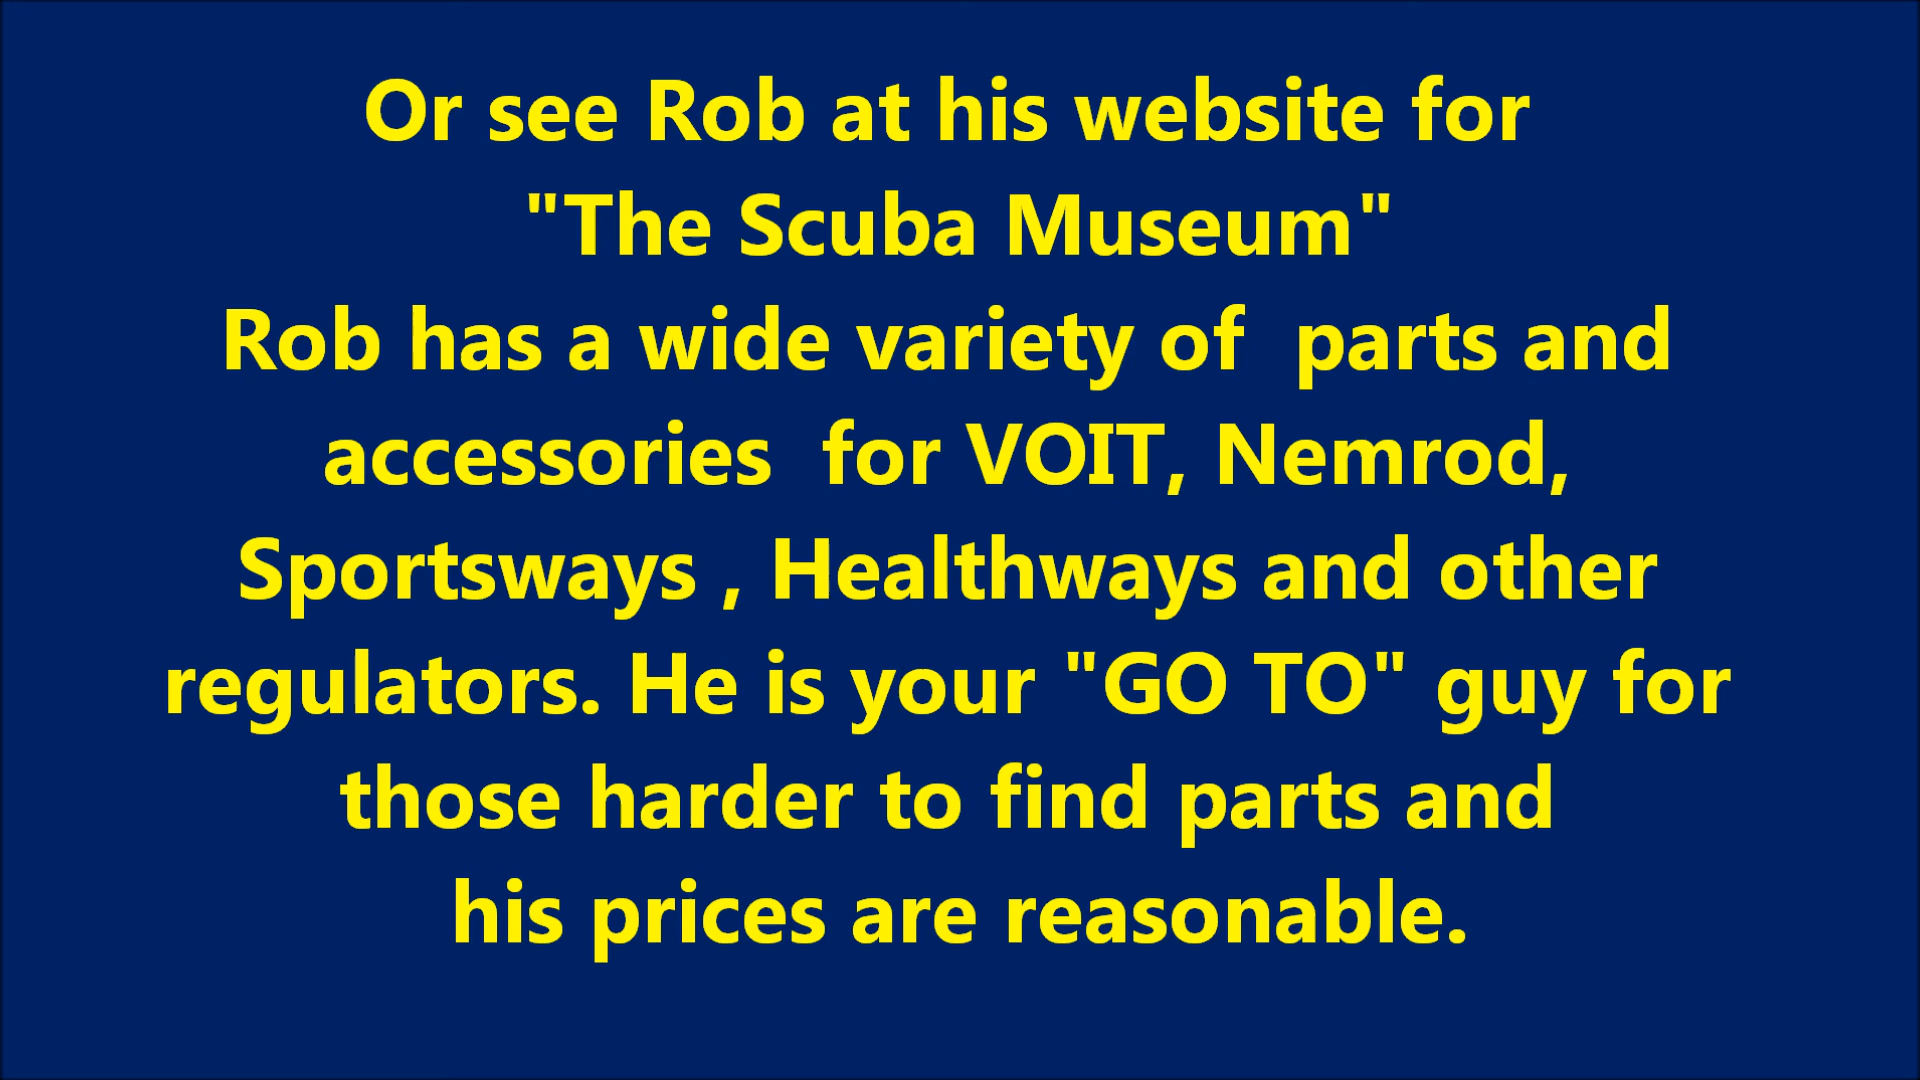 Or see Rob at his website for
"The Scuba Museum"
Rob has a wide variety of  parts and
accessories  for VOIT, Nemrod,
Sportsways , Healthways and other
regulators. He is your "GO TO" guy for
those harder to find parts and
his prices are reasonable.